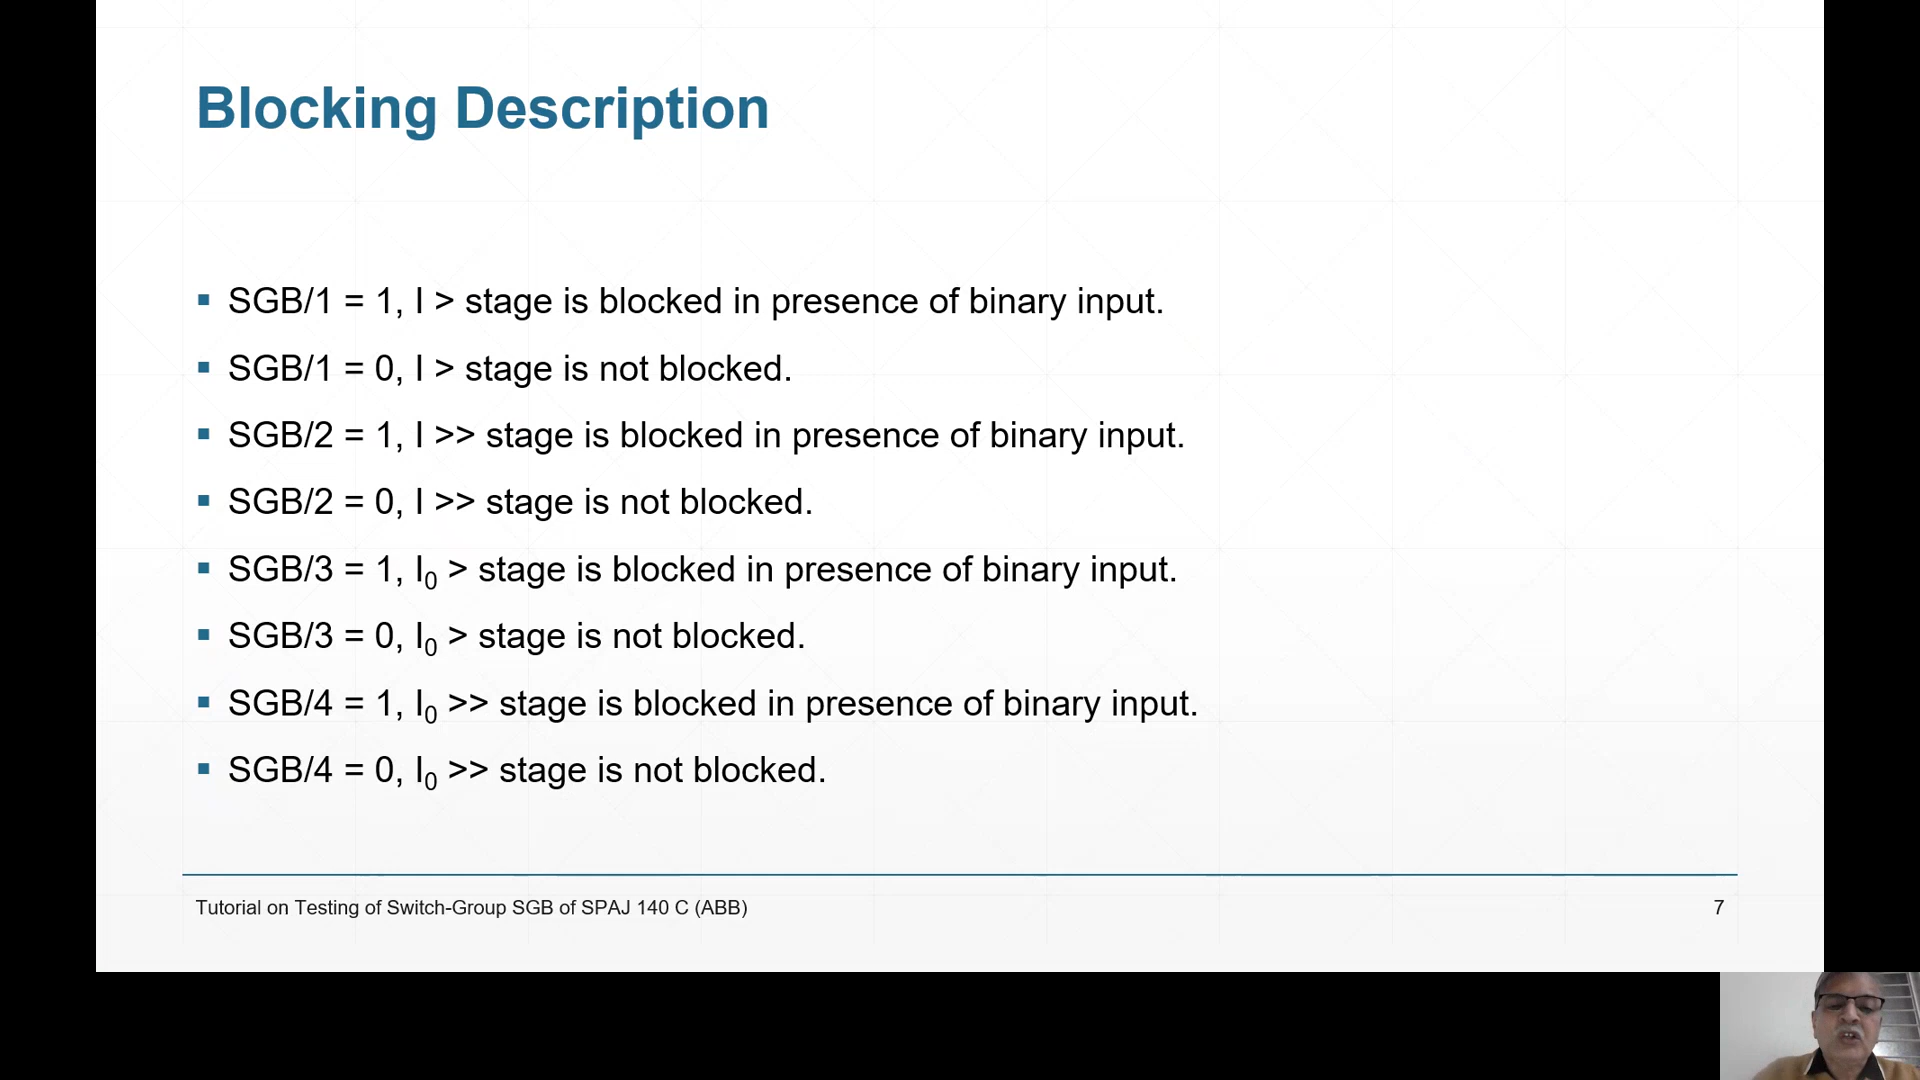 Blocking Description
▪ SGB/1 = 1, I > stage is blocked in presence of binary input.
▪ SGB/1 = 0, I > stage is not blocked.
▪ SGB/2 = 1, I >> stage is blocked in presence of binary input.
▪ SGB/2 = 0, I >> stage is not blocked.
▪ SGB/3 = 1, I₀ > stage is blocked in presence of binary input.
▪ SGB/3 = 0, I₀ > stage is not blocked.
▪ SGB/4 = 1, I₀ >> stage is blocked in presence of binary input.
▪ SGB/4 = 0, I₀ >> stage is not blocked.
Tutorial on Testing of Switch-Group SGB of SPAJ 140 C (ABB)
7